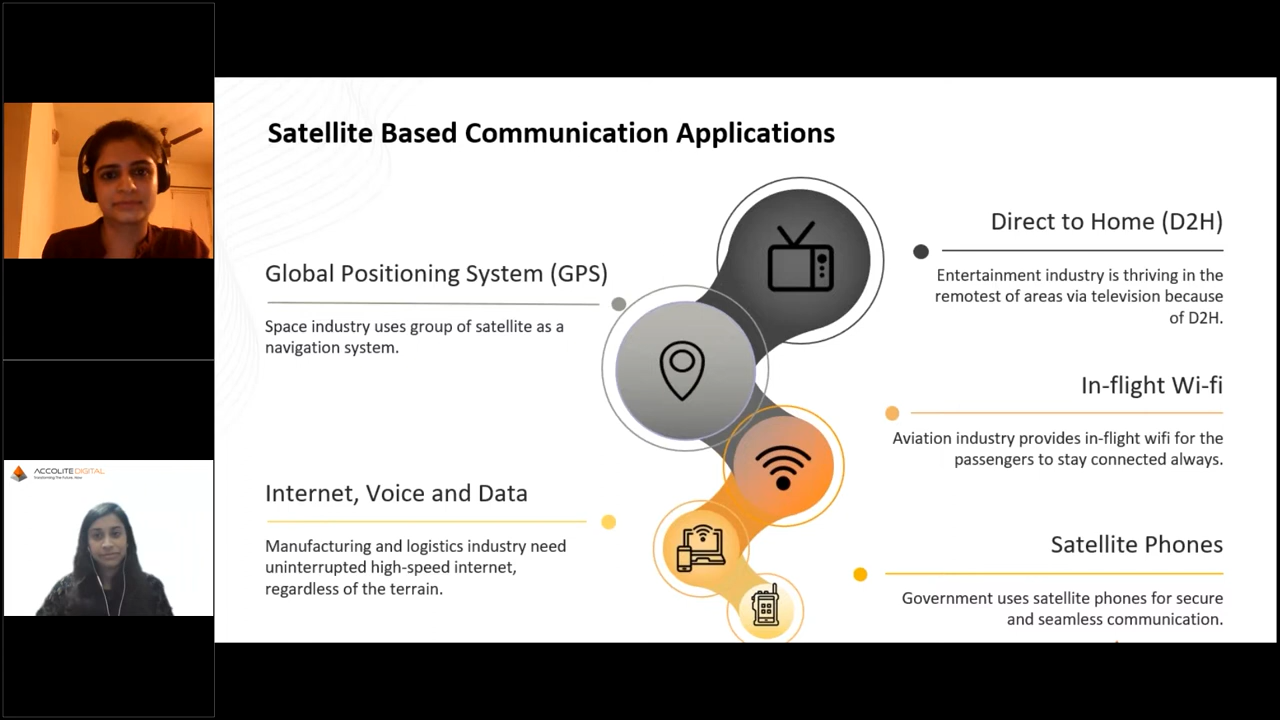 ACCOLITE DIGITAL
Transforming The Future, Now
Satellite Based Communication Applications
Global Positioning System (GPS)
Space industry uses group of satellite as a
navigation system.
Internet, Voice and Data
Manufacturing and logistics industry need
uninterrupted high-speed internet,
regardless of the terrain.
Direct to Home (D2H)
Entertainment industry is thriving in the
remotest of areas via television because
of D2H.
In-flight Wi-fi
Aviation industry provides in-flight wifi for the
passengers to stay connected always.
Satellite Phones
Government uses satellite phones for secure
and seamless communication.